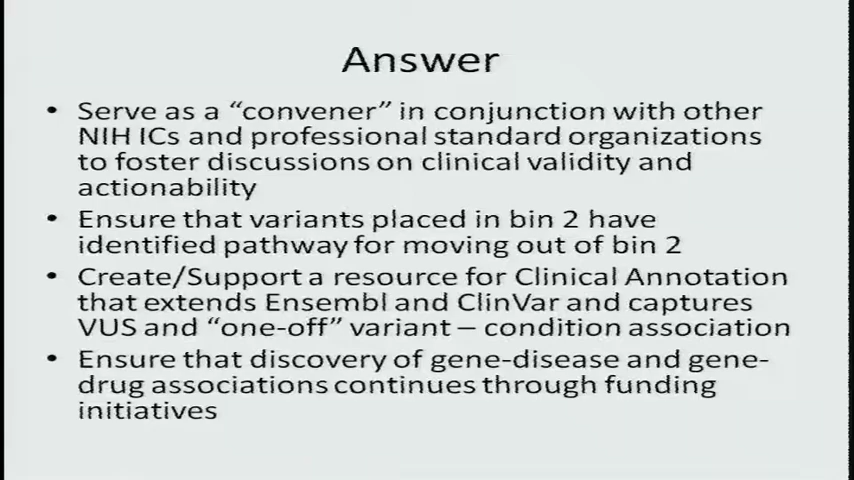 Answer
• Serve as a “convener” in conjunction with other
NIH ICs and professional standard organizations
to foster discussions on clinical validity and
actionability
• Ensure that variants placed in bin 2 have
identified pathway for moving out of bin 2
• Create/Support a resource for Clinical Annotation
that extends Ensembl and ClinVar and captures
VUS and “one-off” variant – condition association
• Ensure that discovery of gene-disease and gene-
drug associations continues through funding
initiatives